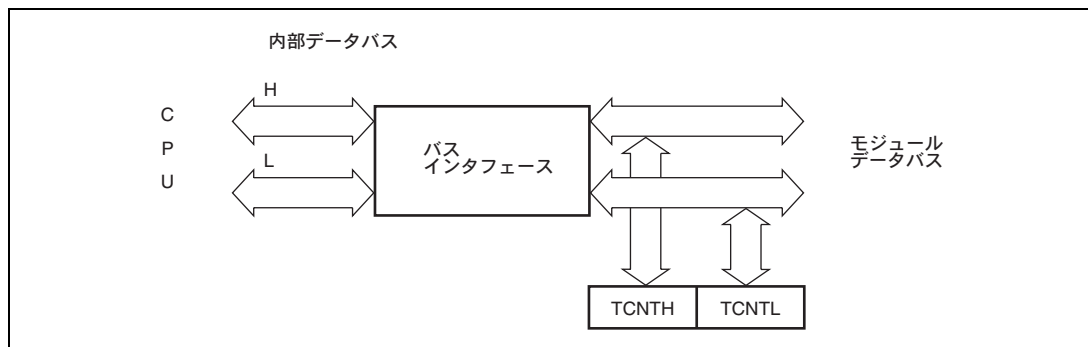 内部データバス
H
C
P
U
L
バス
インタフェース
モジュール
データバス
TCNTH
TCNTL